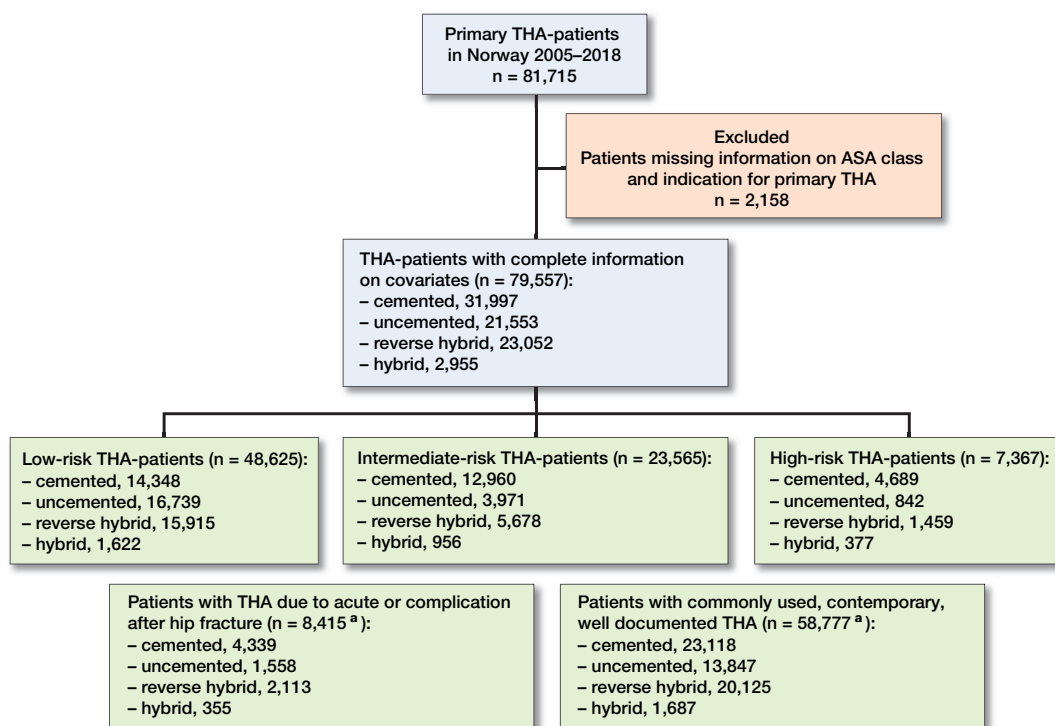 Primary THA-patients
in Norway 2005–2018
n = 81,715
Excluded
Patients missing information on ASA class
and indication for primary THA
n = 2,158
THA-patients with complete information
on covariates (n = 79,557):
– cemented, 31,997
– uncemented, 21,553
– reverse hybrid, 23,052
– hybrid, 2,955
Low-risk THA-patients (n = 48,625):
– cemented, 14,348
– uncemented, 16,739
– reverse hybrid, 15,915
– hybrid, 1,622
Intermediate-risk THA-patients (n = 23,565):
– cemented, 12,960
– uncemented, 3,971
– reverse hybrid, 5,678
– hybrid, 956
High-risk THA-patients (n = 7,367):
– cemented, 4,689
– uncemented, 842
– reverse hybrid, 1,459
– hybrid, 377
Patients with THA due to acute or complication
after hip fracture (n = 8,415 a ):
– cemented, 4,339
– uncemented, 1,558
– reverse hybrid, 2,113
– hybrid, 355
Patients with commonly used, contemporary,
well documented THA (n = 58,777 a ):
– cemented, 23,118
– uncemented, 13,847
– reverse hybrid, 20,125
– hybrid, 1,687